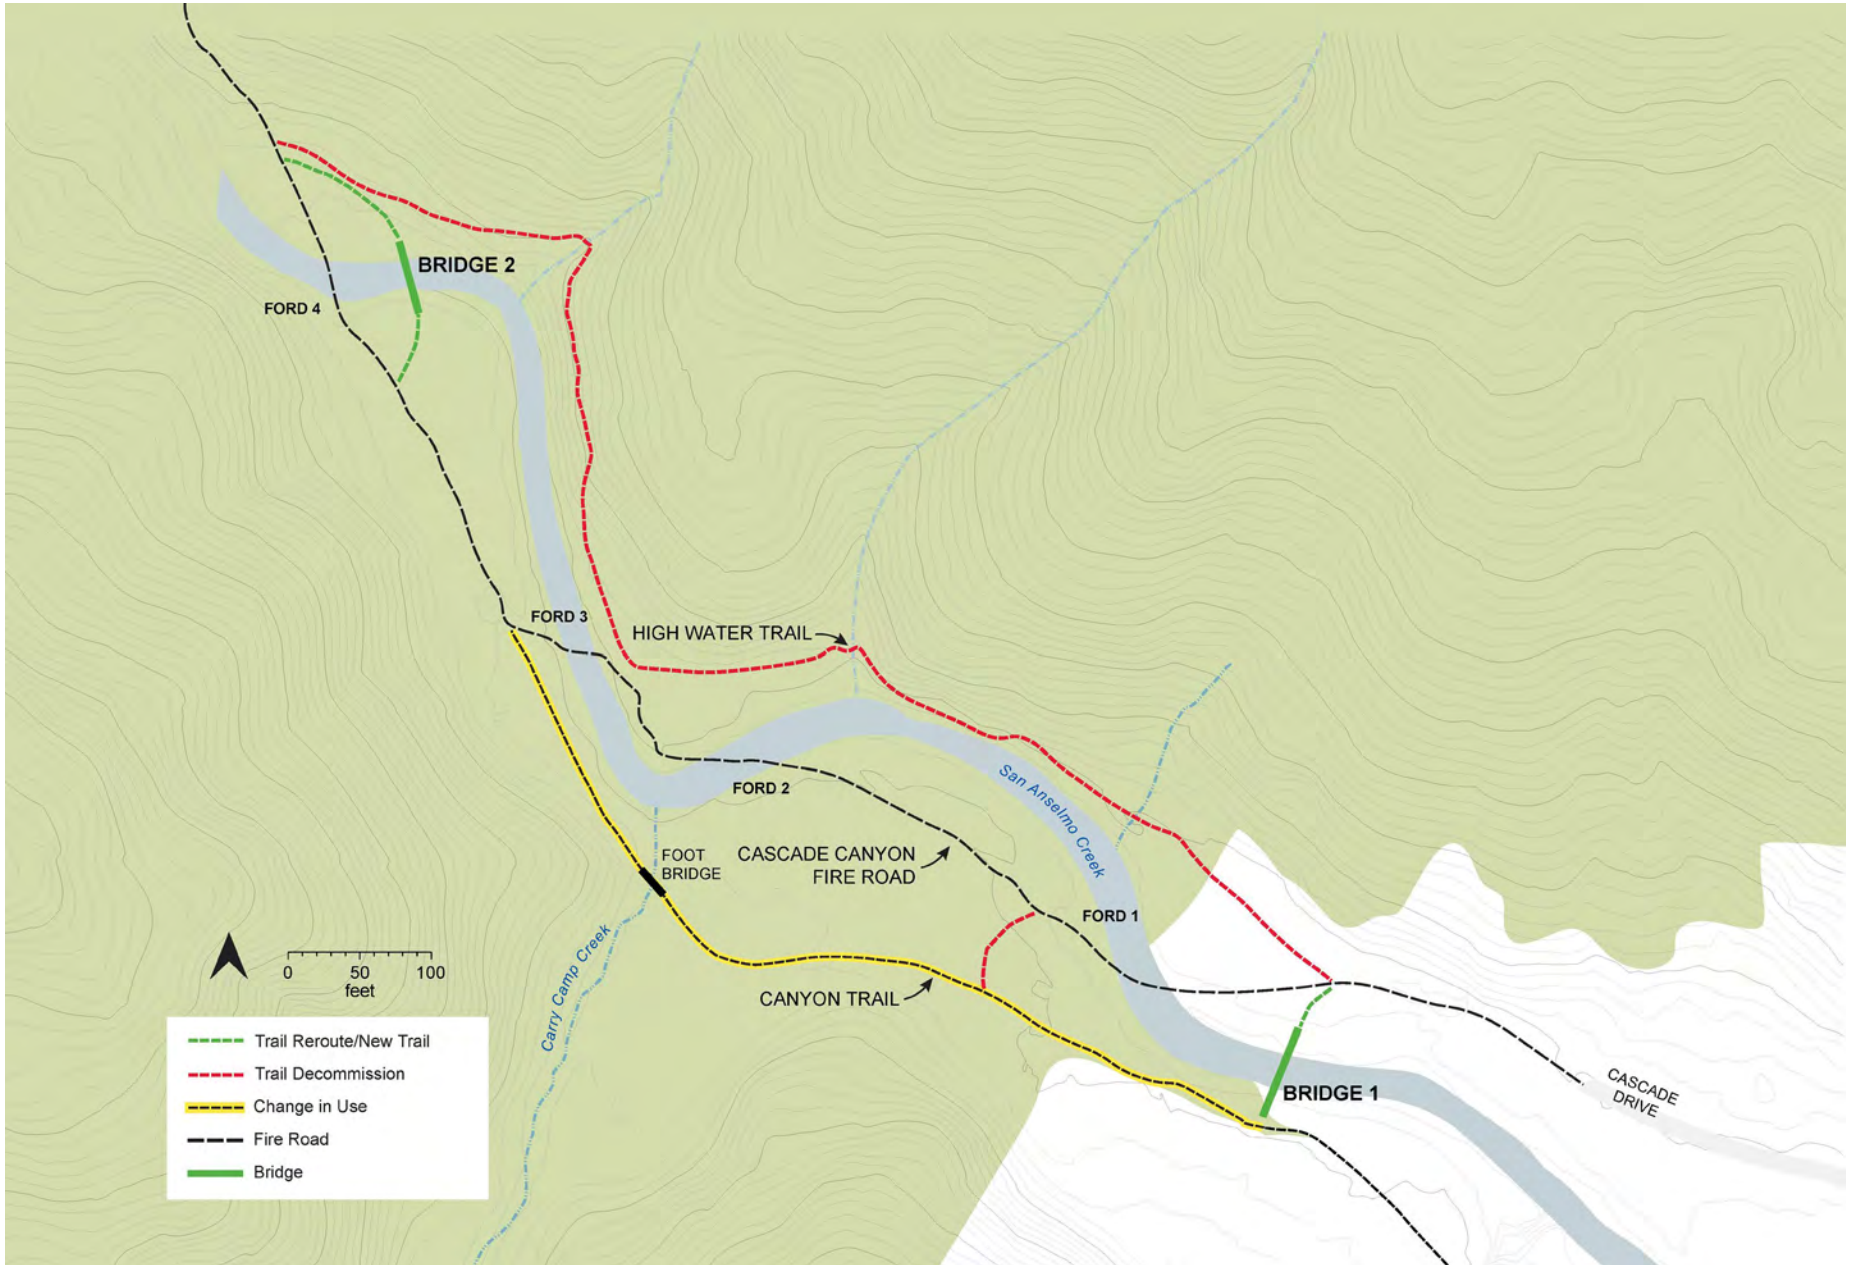 BRIDGE 2
FORD 4
FORD 3
HIGH WATER TRAIL
FORD 2
San Anselmo Creek
FOOT
BRIDGE
CASCADE CANYON
FIRE ROAD
FORD 1
Carry Camp Creek
CANYON TRAIL
0 50 100
feet
BRIDGE 1
CASCADE
DRIVE
Trail Reroute/New Trail
Trail Decommission
Change in Use
Fire Road
Bridge